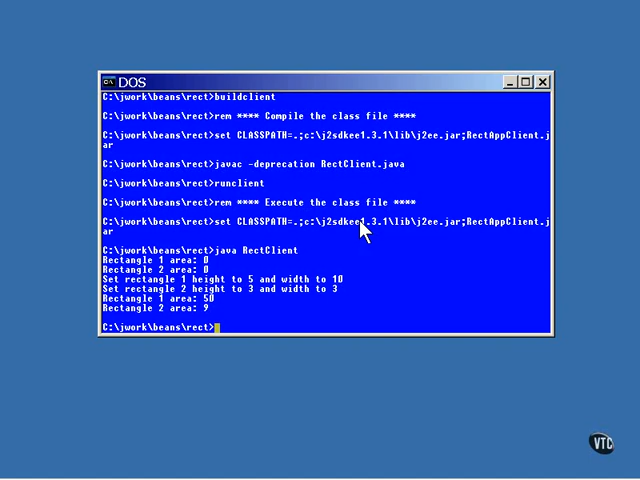 DOS
C:\jwork\beans\rect>buildclient
C:\jwork\beans\rect>rem **** Compile the class file ****
C:\jwork\beans\rect>set CLASSPATH=.;c:\j2sdkee1.3.1\lib\j2ee.jar;RectAppClient.j
ar
C:\jwork\beans\rect>javac -deprecation RectClient.java
C:\jwork\beans\rect>runclient
C:\jwork\beans\rect>rem **** Execute the class file ****
C:\jwork\beans\rect>set CLASSPATH=.;c:\j2sdkee1.3.1\lib\j2ee.jar;RectAppClient.j
ar
C:\jwork\beans\rect>java RectClient
Rectangle 1 area: 0
Rectangle 2 area: 0
Set rectangle 1 height to 5 and width to 10
Set rectangle 2 height to 3 and width to 3
Rectangle 1 area: 50
Rectangle 2 area: 9
C:\jwork\beans\rect>
VTC